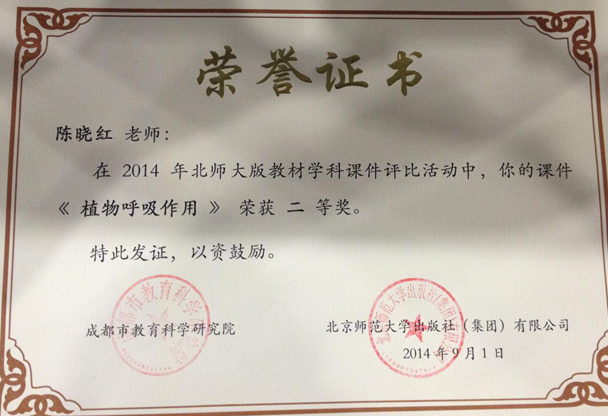 荣誉证书
陈晓红 老师：
在 2014 年北师大版教材学科课件评比活动中，你的课件
《 植物呼吸作用 》 荣获 二 等奖。
特此发证，以资鼓励。
成都市教育科学研究院
北京师范大学出版社（集团）有限公司
2014 年 9 月 1 日